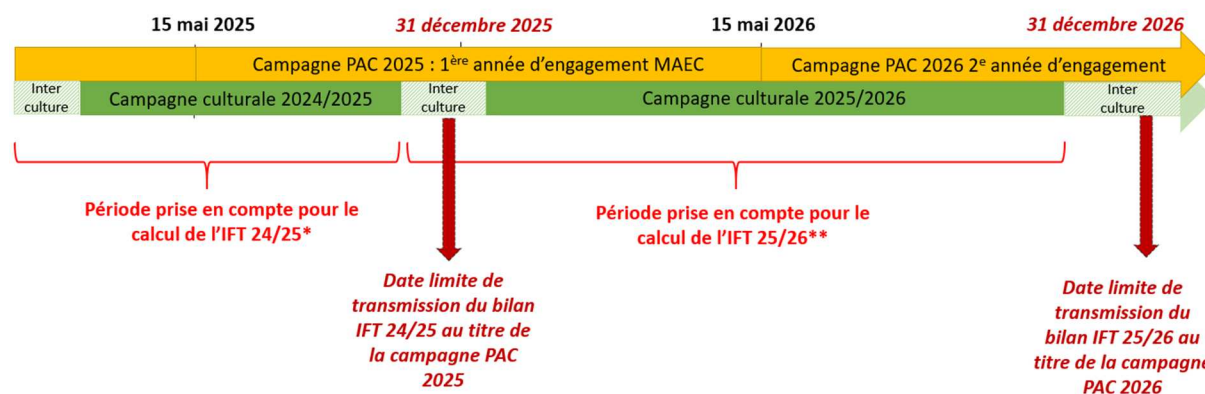 15 mai 2025
31 décembre 2025
15 mai 2026
31 décembre 2026
Campagne PAC 2025 : 1ère année d'engagement MAEC
Campagne PAC 2026 2e année d'engagement
Inter
culture
Campagne culturale 2024/2025
Inter
culture
Campagne culturale 2025/2026
Inter
culture
Période prise en compte pour le
calcul de l'IFT 24/25*
Période prise en compte pour le
calcul de l'IFT 25/26**
Date limite de
transmission du bilan
IFT 24/25 au titre de
la campagne PAC
2025
Date limite de
transmission du
bilan IFT 25/26 au
titre de la campagne
PAC 2026